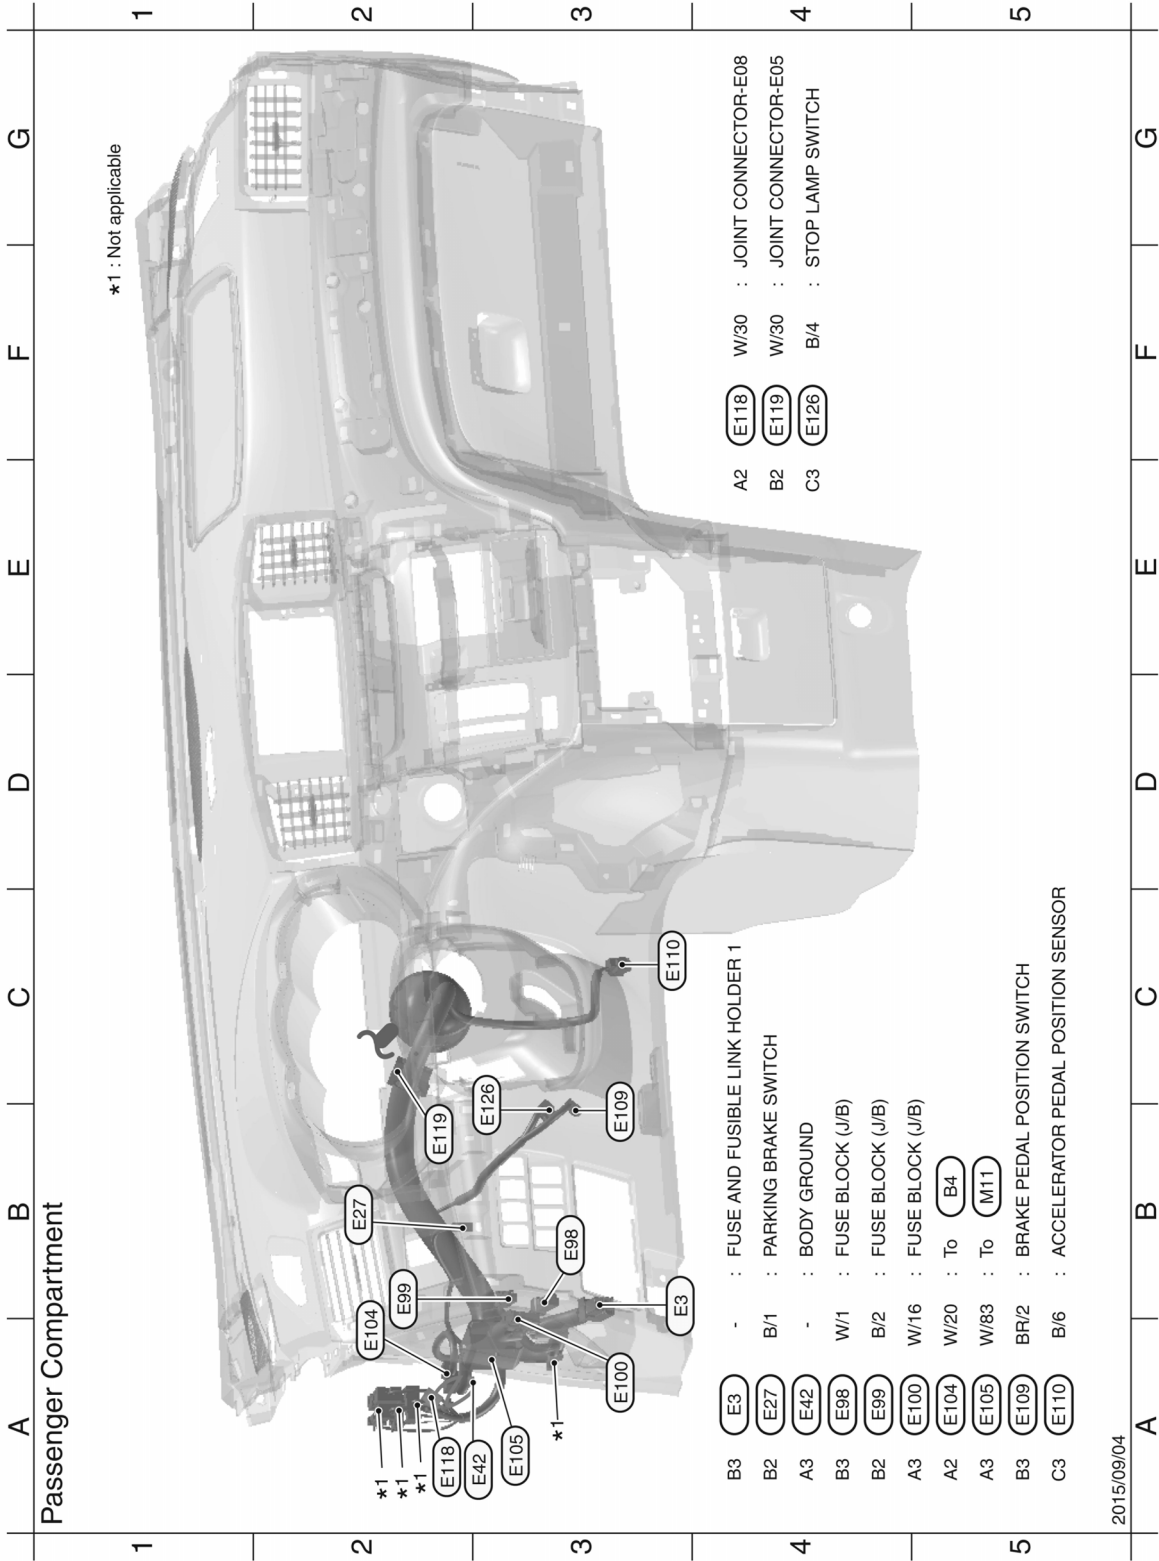 Passenger Compartment
A B C D E F G
1
2
3
4
5
*1 : Not applicable
E104
E99
E27
E119
*1
*1
*1
E118
E42
E105
*1
E100
E98
E3
E126
E109
E110
B3 E3 - : FUSE AND FUSIBLE LINK HOLDER 1
B2 E27 B/1 : PARKING BRAKE SWITCH
A3 E42 - : BODY GROUND
B3 E98 W/1 : FUSE BLOCK (J/B)
B2 E99 B/2 : FUSE BLOCK (J/B)
A3 E100 W/16 : FUSE BLOCK (J/B)
A2 E104 W/20 : To B4
A3 E105 W/83 : To M11
B3 E109 BR/2 : BRAKE PEDAL POSITION SWITCH
C3 E110 B/6 : ACCELERATOR PEDAL POSITION SENSOR
A2 E118 W/30 : JOINT CONNECTOR-E08
B2 E119 W/30 : JOINT CONNECTOR-E05
C3 E126 B/4 : STOP LAMP SWITCH
2015/09/04
1
2
3
4
5
A B C D E F G